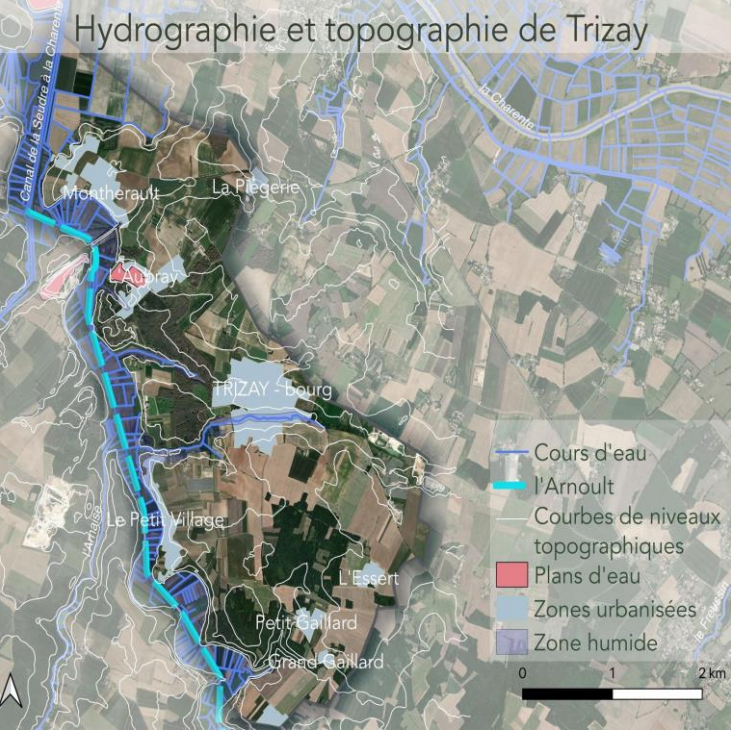 Hydrographie et topographie de Trizay
Canal de la Seudre à la Charente
la Charente
Montherault
La Piègerie
Aubray
TRIZAY - bourg
Cours d'eau
l'Arnoult
Courbes de niveaux
topographiques
Plans d'eau
Zones urbanisées
Zone humide
Le Petit Village
l'Arnaise
L'Essert
Petit Gaillard
Grand Gaillard
0 1 2 km